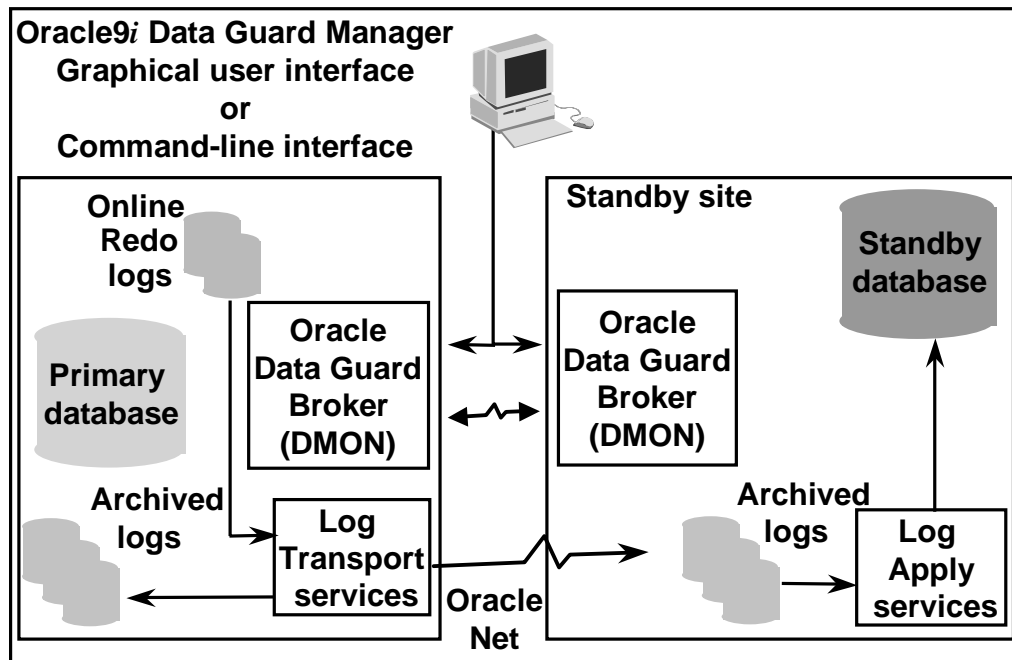 Oracle9i Data Guard Manager
Graphical user interface
or
Command-line interface
Online
Redo
logs
Primary
database
Oracle
Data Guard
Broker
(DMON)
Archived
logs
Log
Transport
services
Oracle
Net
Standby site
Standby
database
Oracle
Data Guard
Broker
(DMON)
Archived
logs
Log
Apply
services